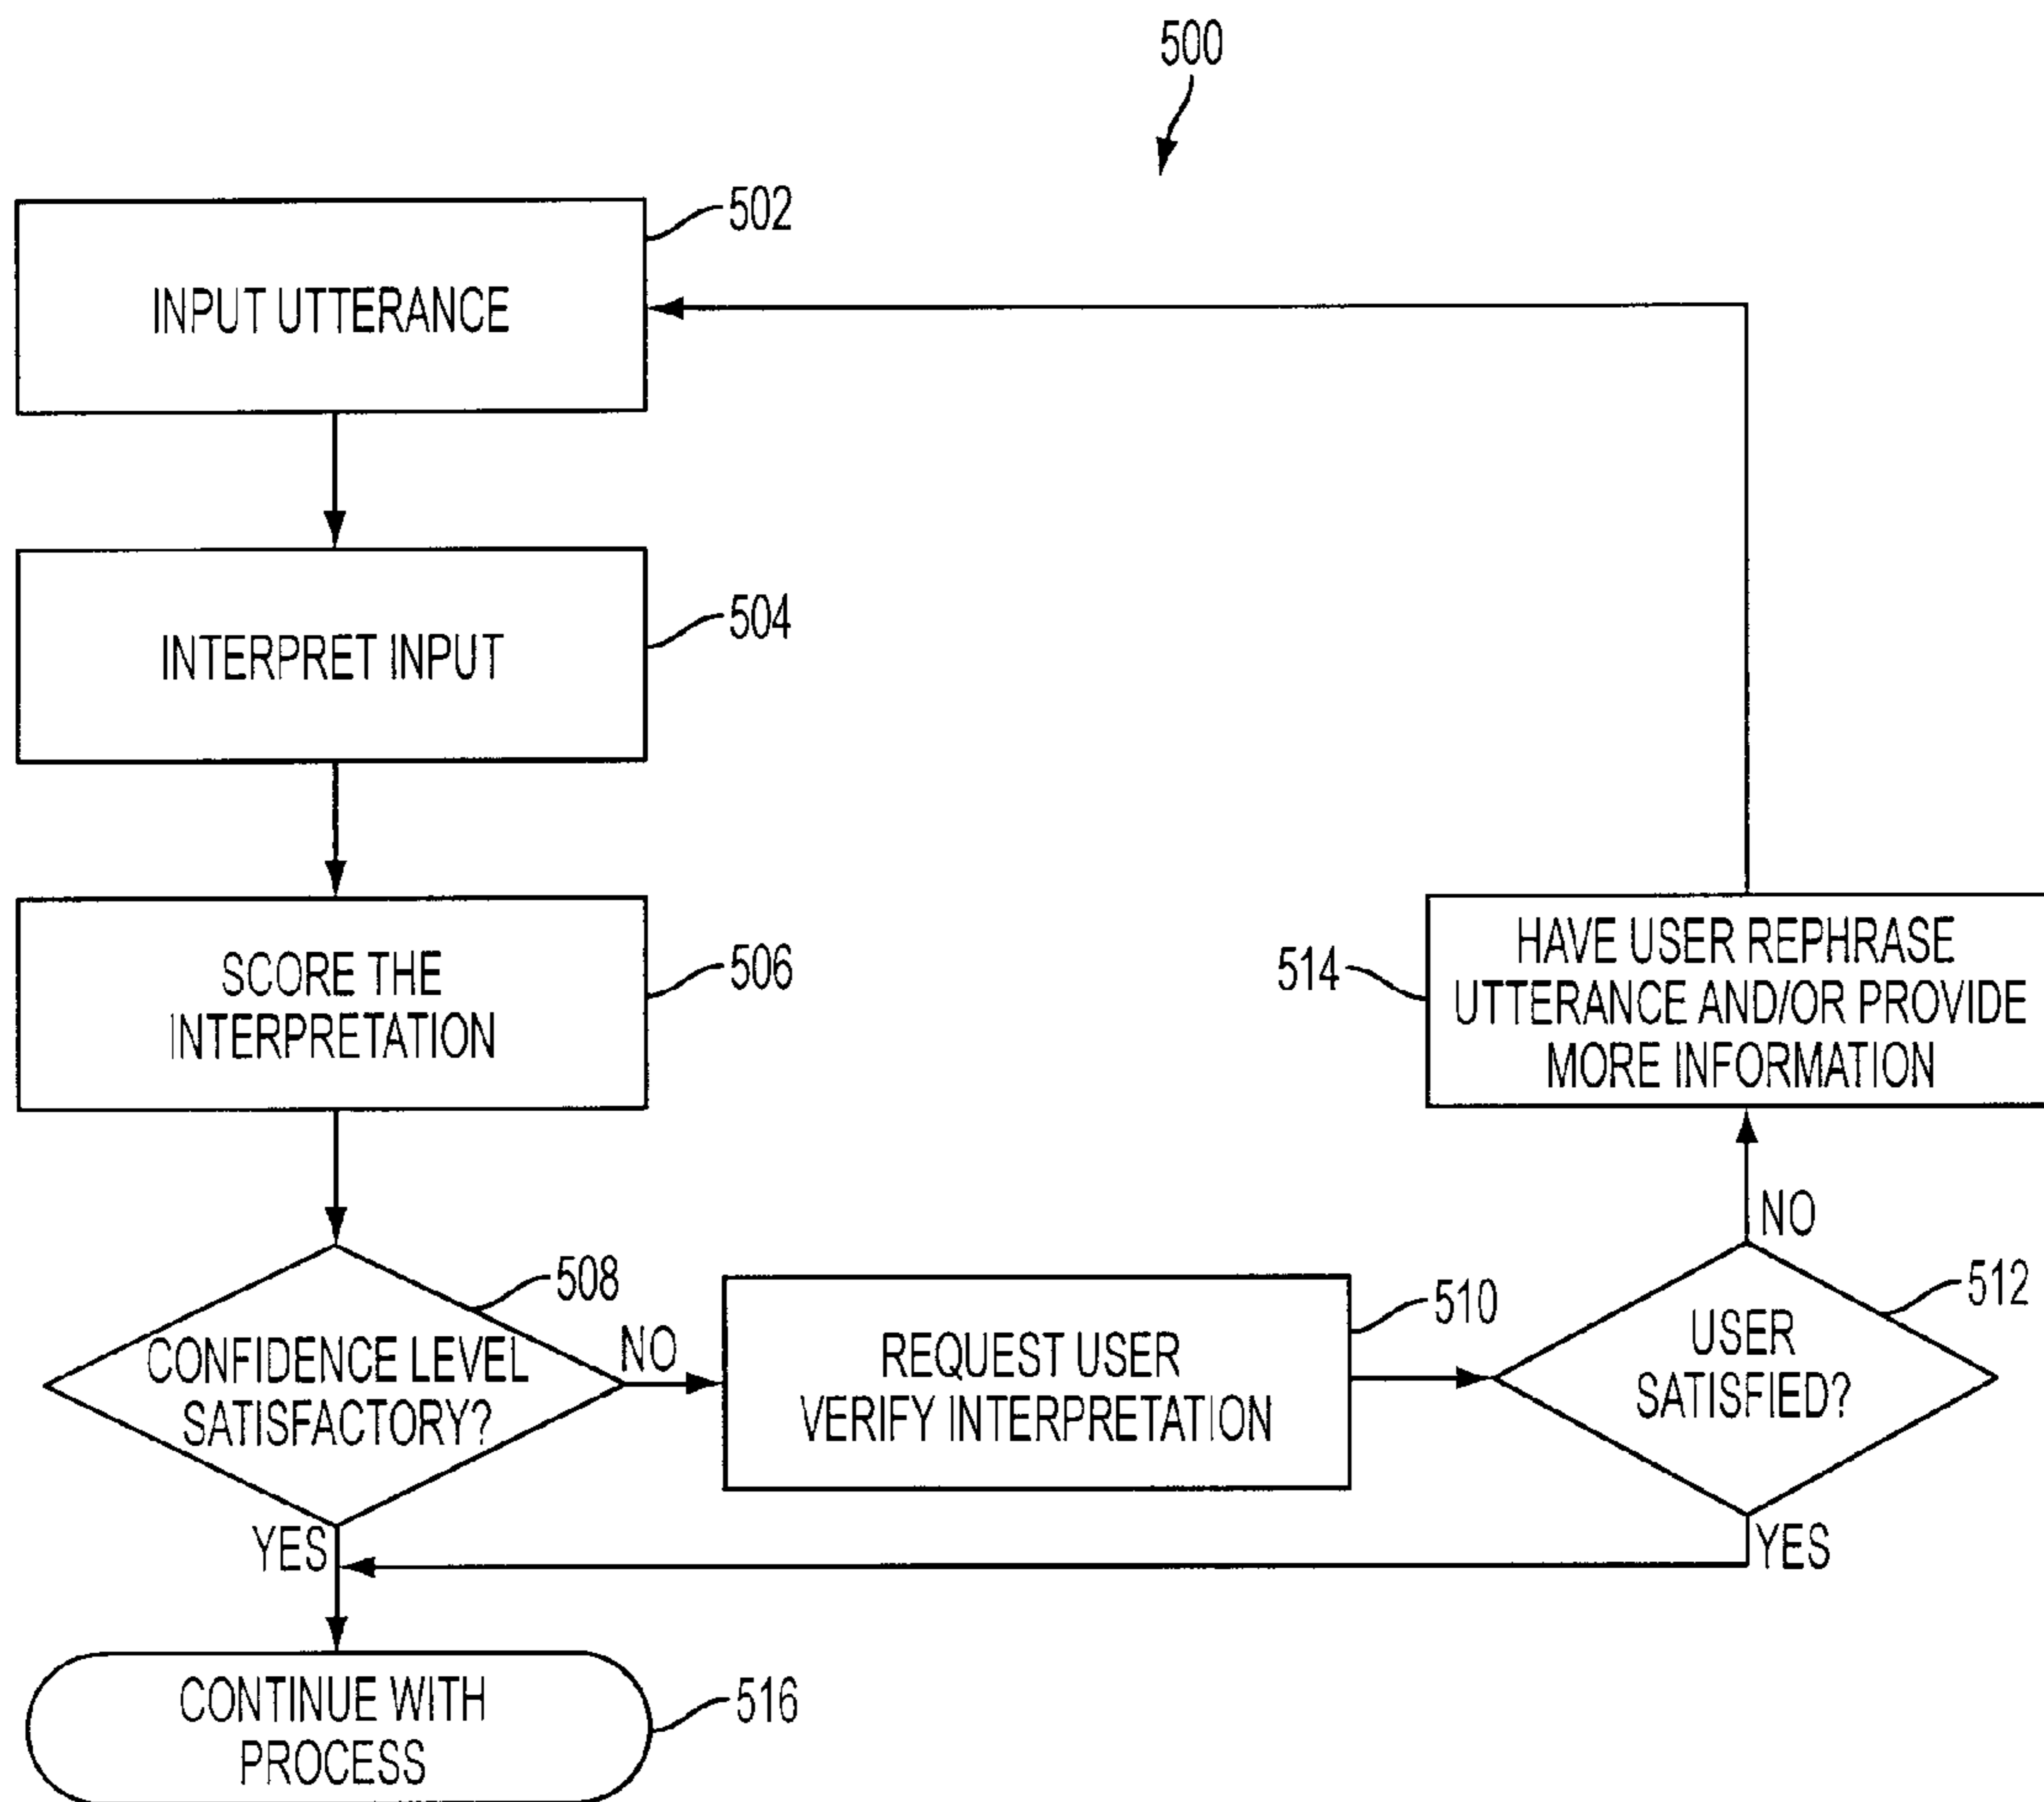 500
502
INPUT UTTERANCE
504
INTERPRET INPUT
506
SCORE THE
INTERPRETATION
514
HAVE USER REPHRASE
UTTERANCE AND/OR PROVIDE
MORE INFORMATION
508
CONFIDENCE LEVEL
SATISFACTORY?
NO
510
REQUEST USER
VERIFY INTERPRETATION
NO
512
USER
SATISFIED?
YES
YES
516
CONTINUE WITH
PROCESS